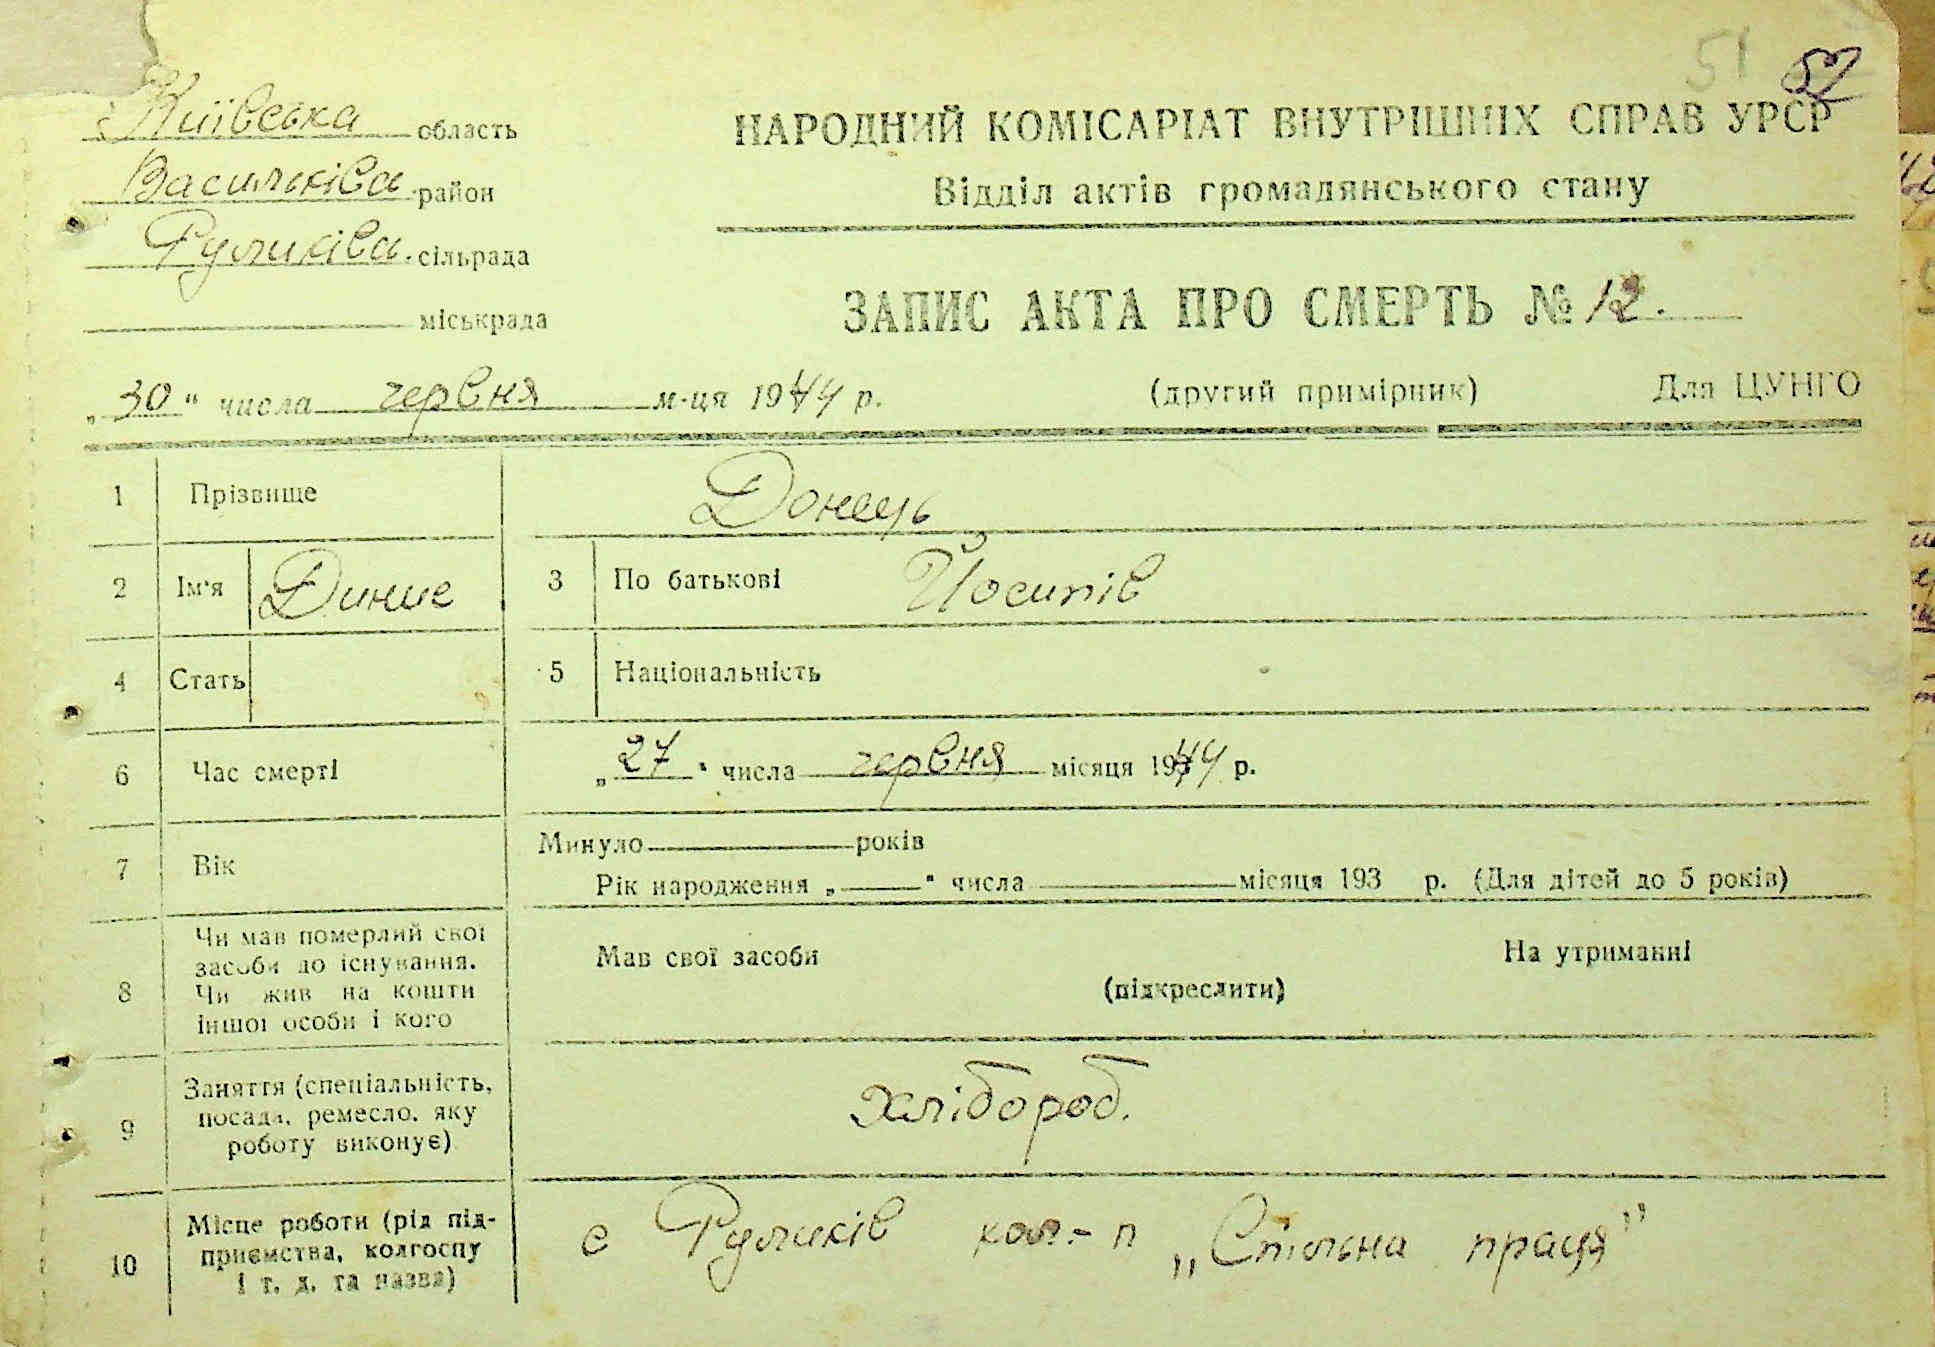 51 52
Київська область
Васильківсь. район
Руликівсь. сільрада
міськрада
НАРОДНИЙ КОМІСАРІАТ ВНУТРІШНІХ СПРАВ УРСР
Відділ актів громадянського стану
ЗАПИС АКТА ПРО СМЕРТЬ № 12.
„30“ числа червня м-ця 1944 р.
(другий примірник) Для ЦУНГО
1 Прізвище Донець
2 Ім'я 3 По батькові Йосипів
4 Стать 5 Національність
6 Час смерті „27“ числа червня місяця 1944 р.
7 Вік Минуло років
Рік народження „ “ числа місяця 193 р. (Для дітей до 5 років)
8 Чи мав померлий свої
засоби до існування.
Чи жив на кошти
іншої особи і кого
Мав свої засоби На утриманні
(підкреслити)
9 Заняття (спеціальність,
посада, ремесло, яку
роботу виконує)
хлібороб.
10 Місце роботи (рід під-
приємства, колгоспу
і т. д. та назва)
с Руликів кол.-п „Спільна праця"